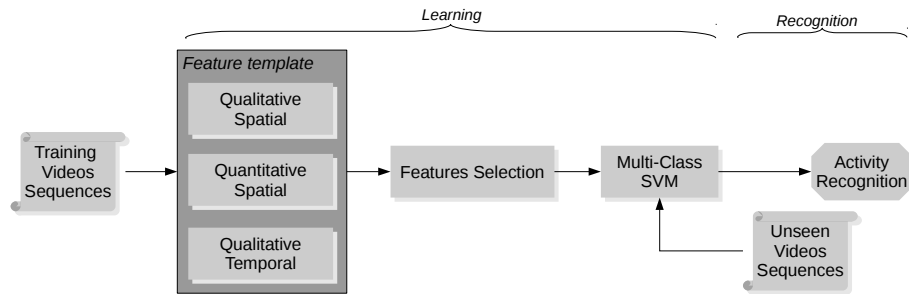 Learning
Recognition
Feature template
Qualitative
Spatial
Training
Videos
Sequences
Quantitative
Spatial
Features Selection
Multi-Class
SVM
Activity
Recognition
Qualitative
Temporal
Unseen
Videos
Sequences